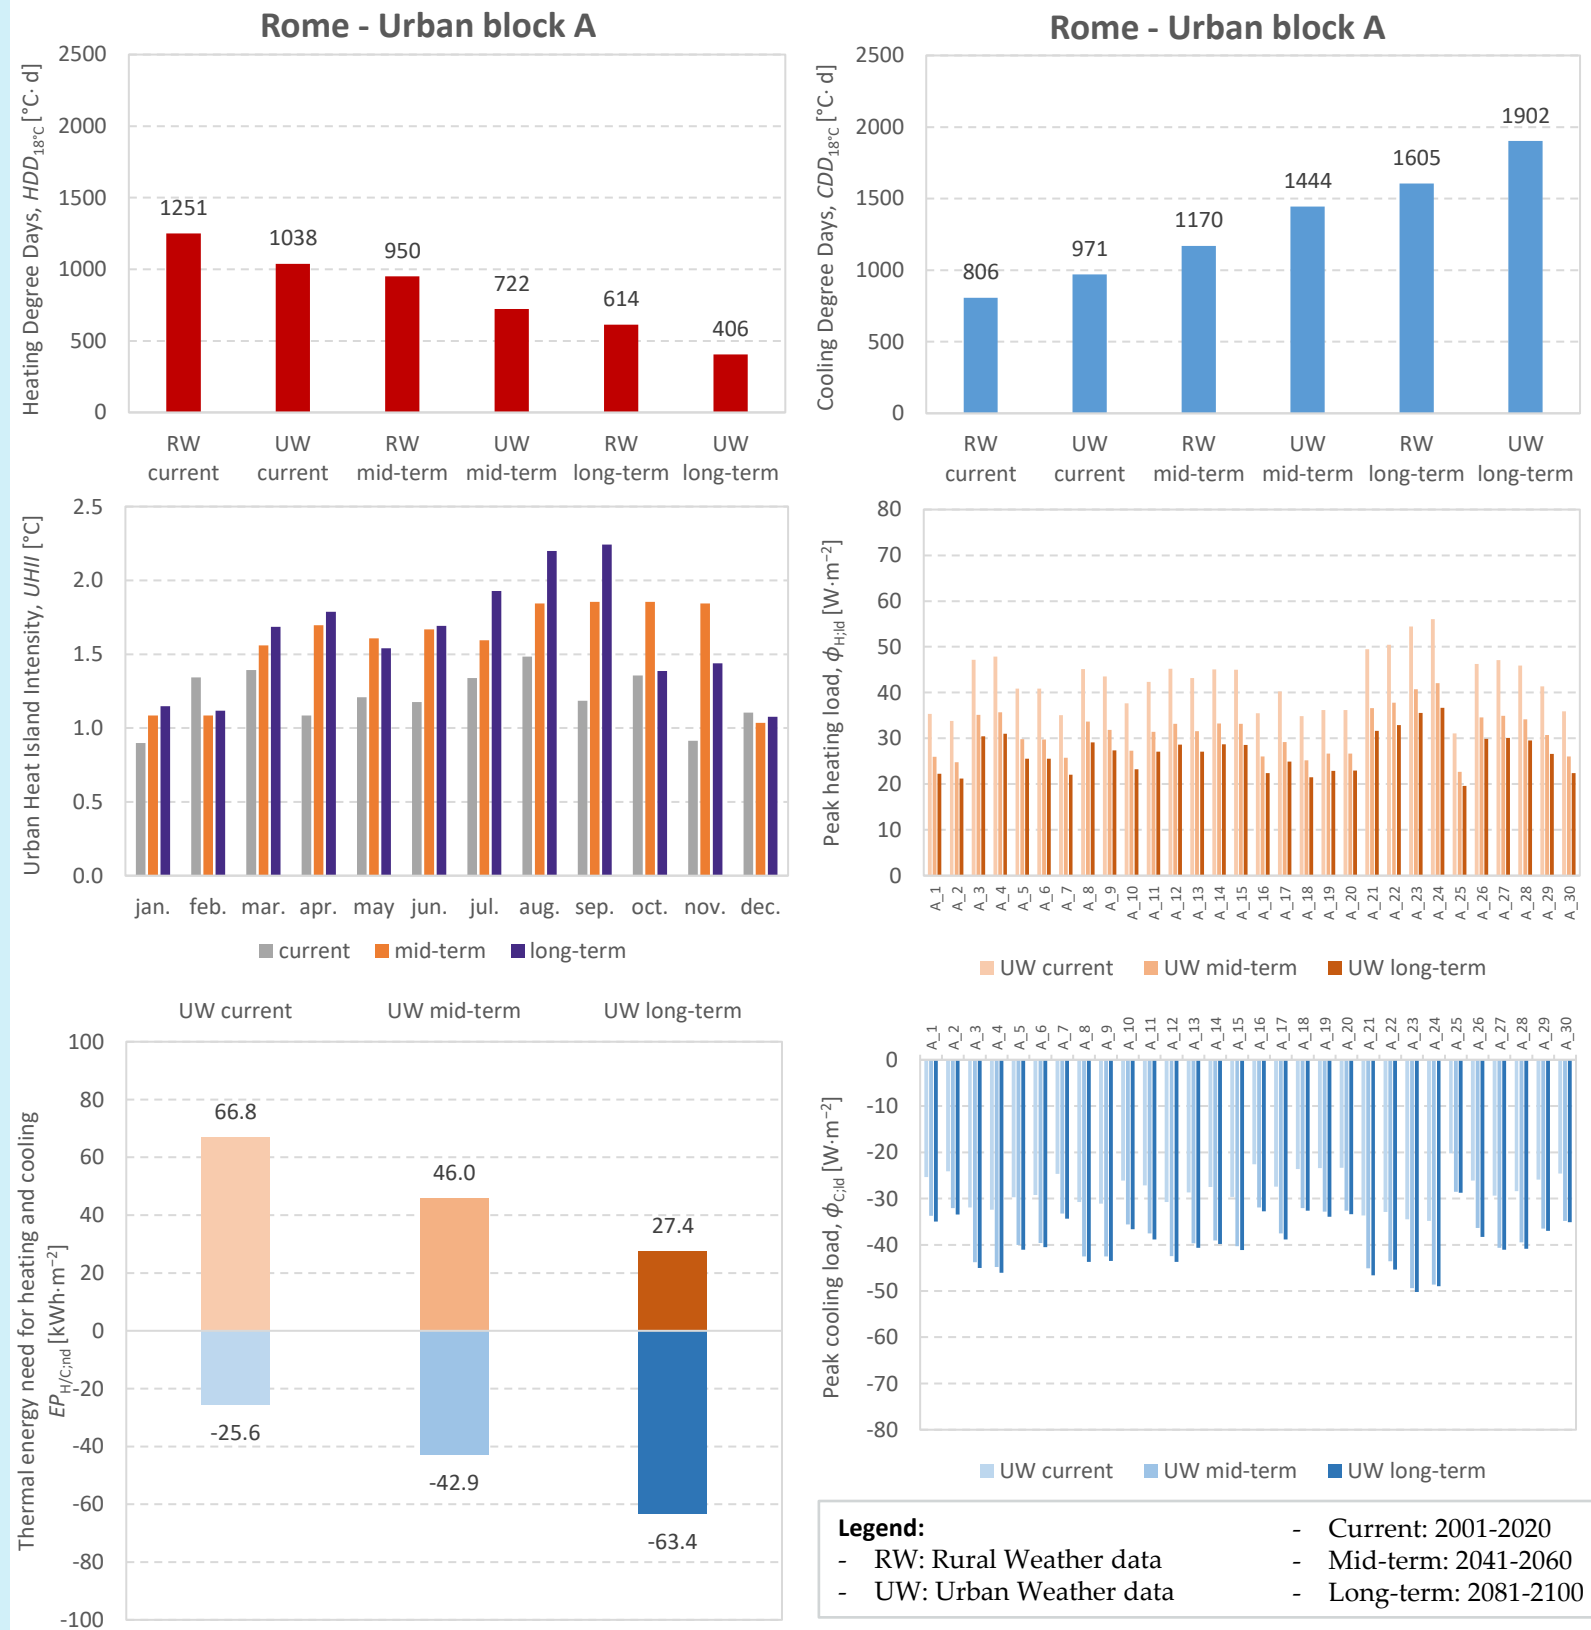 Rome - Urban block A
Heating Degree Days, HDD18°C [°C· d]
2500
2000
1500
1000
500
0
1251
1038
950
722
614
406
RW current
UW current
RW mid-term
UW mid-term
RW long-term
UW long-term
Rome - Urban block A
Cooling Degree Days, CDD18°C [°C· d]
2500
2000
1500
1000
500
0
806
971
1170
1444
1605
1902
RW current
UW current
RW mid-term
UW mid-term
RW long-term
UW long-term
Urban Heat Island Intensity, UHII [°C]
2.5
2.0
1.5
1.0
0.5
0.0
jan. feb. mar. apr. may jun. jul. aug. sep. oct. nov. dec.
current mid-term long-term
Peak heating load, ϕH;ld [W·m−2]
80
70
60
50
40
30
20
10
0
A_1 A_2 A_3 A_4 A_5 A_6 A_7 A_8 A_9 A_10 A_11 A_12 A_13 A_14 A_15 A_16 A_17 A_18 A_19 A_20 A_21 A_22 A_23 A_24 A_25 A_26 A_27 A_28 A_29 A_30
UW current UW mid-term UW long-term
UW current UW mid-term UW long-term
Thermal energy need for heating and cooling
EPH/C;nd [kWh·m−2]
100
80
60
40
20
0
-20
-40
-60
-80
-100
66.8
46.0
27.4
-25.6
-42.9
-63.4
A_1 A_2 A_3 A_4 A_5 A_6 A_7 A_8 A_9 A_10 A_11 A_12 A_13 A_14 A_15 A_16 A_17 A_18 A_19 A_20 A_21 A_22 A_23 A_24 A_25 A_26 A_27 A_28 A_29 A_30
Peak cooling load, ϕC;ld [W·m−2]
0
-10
-20
-30
-40
-50
-60
-70
-80
UW current UW mid-term UW long-term
Legend:
- RW: Rural Weather data
- UW: Urban Weather data
- Current: 2001-2020
- Mid-term: 2041-2060
- Long-term: 2081-2100